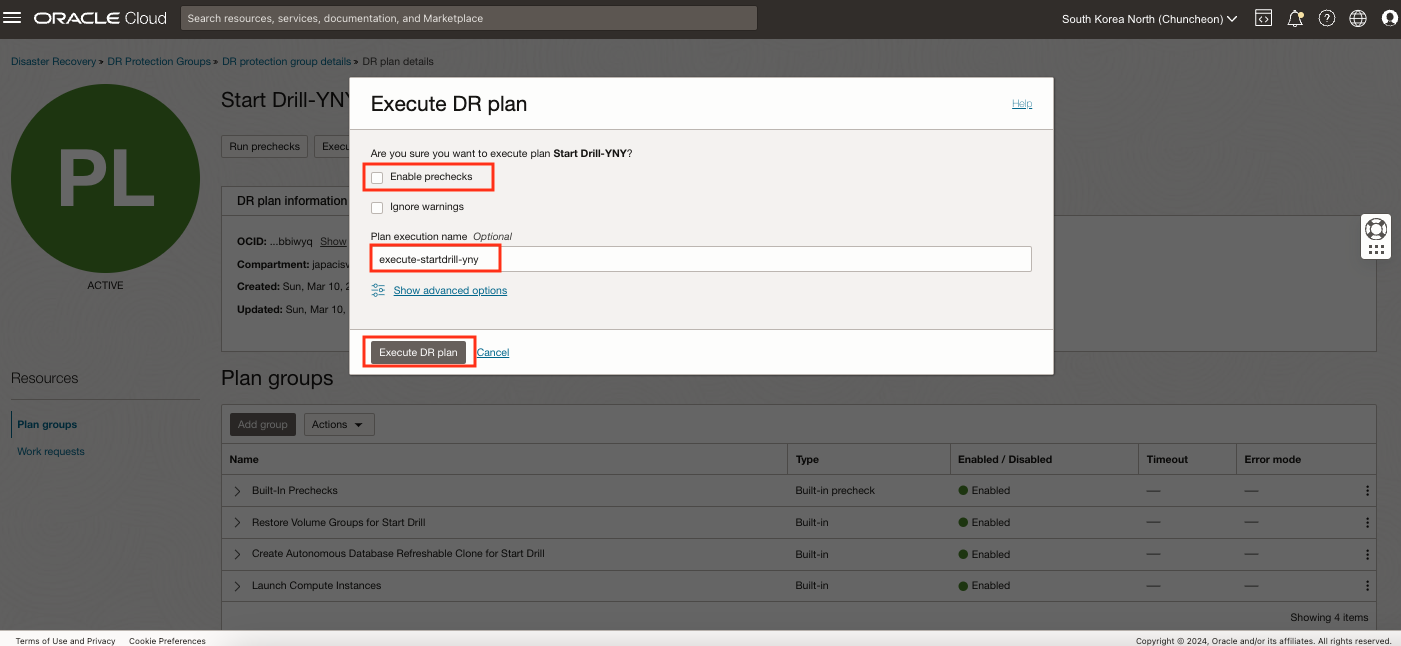 ORACLE Cloud
Search resources, services, documentation, and Marketplace
South Korea North (Chuncheon)
Disaster Recovery » DR Protection Groups » DR protection group details » DR plan details
PL
ACTIVE
Start Drill-YNY
Run prechecks
DR plan information
OCID: ...bbiwyq Show
Compartment: japacisv
Created: Sun, Mar 10, 2
Updated: Sun, Mar 10,
Execute DR plan
Help
Are you sure you want to execute plan Start Drill-YNY?
Enable prechecks
Ignore warnings
Plan execution name Optional
execute-startdrill-yny
Show advanced options
Execute DR plan
Cancel
Resources
Plan groups
Work requests
Plan groups
Add group
Actions
Name Type Enabled / Disabled Timeout Error mode
Built-In Prechecks Built-in precheck Enabled — —
Restore Volume Groups for Start Drill Built-in Enabled — —
Create Autonomous Database Refreshable Clone for Start Drill Built-in Enabled — —
Launch Compute Instances Built-in Enabled — —
Showing 4 items
Terms of Use and Privacy Cookie Preferences
Copyright © 2024, Oracle and/or its affiliates. All rights reserved.